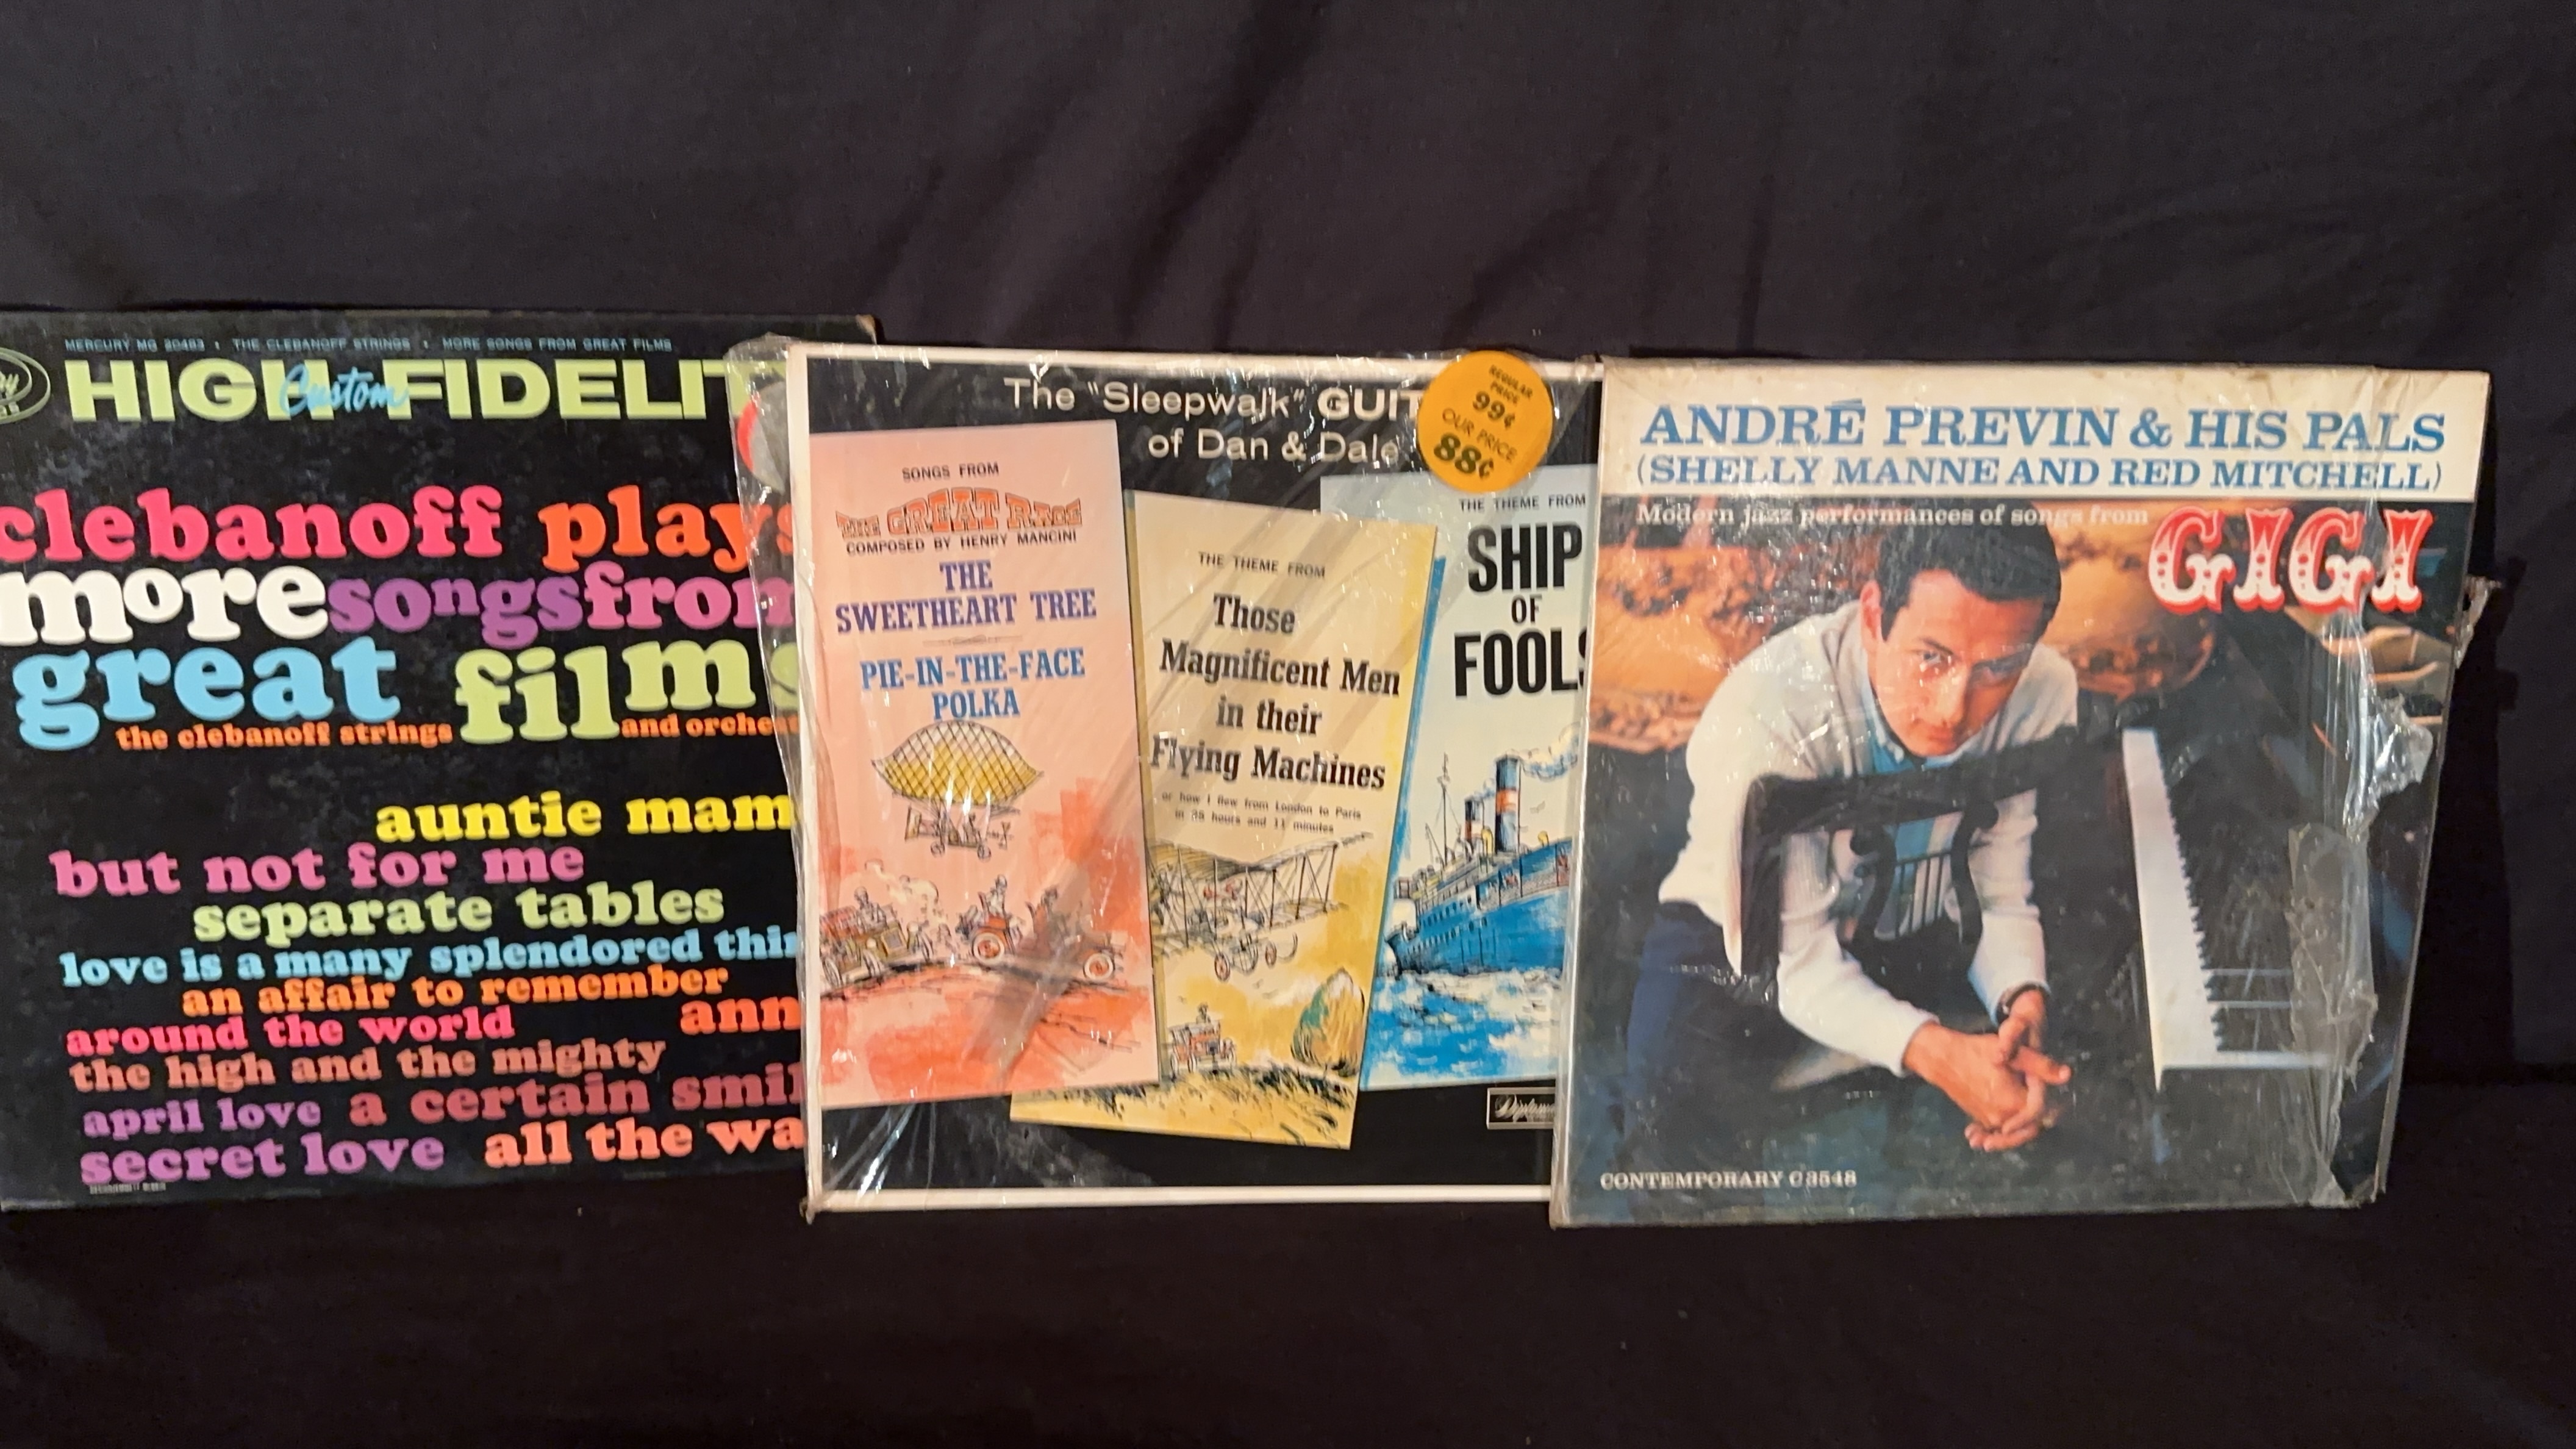 MERCURY MG 20483 • THE CLEBANOFF STRINGS • MORE SONGS FROM GREAT FILMS
HIGH FIDELIT
Custom
clebanoff plays
more songs from
great films
the clebanoff strings and orchest
auntie mam
but not for me
separate tables
love is a many splendored thin
an affair to remember
around the world ann
the high and the mighty
april love a certain smil
secret love all the wa
The "Sleepwalk" GUIT
of Dan & Dale
REGULAR
PRICE
99¢
OUR PRICE
88¢
SONGS FROM
THE GREAT RACE
COMPOSED BY HENRY MANCINI
THE
SWEETHEART TREE
PIE-IN-THE-FACE
POLKA
THE THEME FROM
Those
Magnificent Men
in their
Flying Machines
or how I flew from London to Paris
in 25 hours and 11 minutes
THE THEME FROM
SHIP
OF
FOOLS
Diploma
ANDRÉ PREVIN & HIS PALS
(SHELLY MANNE AND RED MITCHELL)
Modern jazz performances of songs from
GIGI
CONTEMPORARY C3548